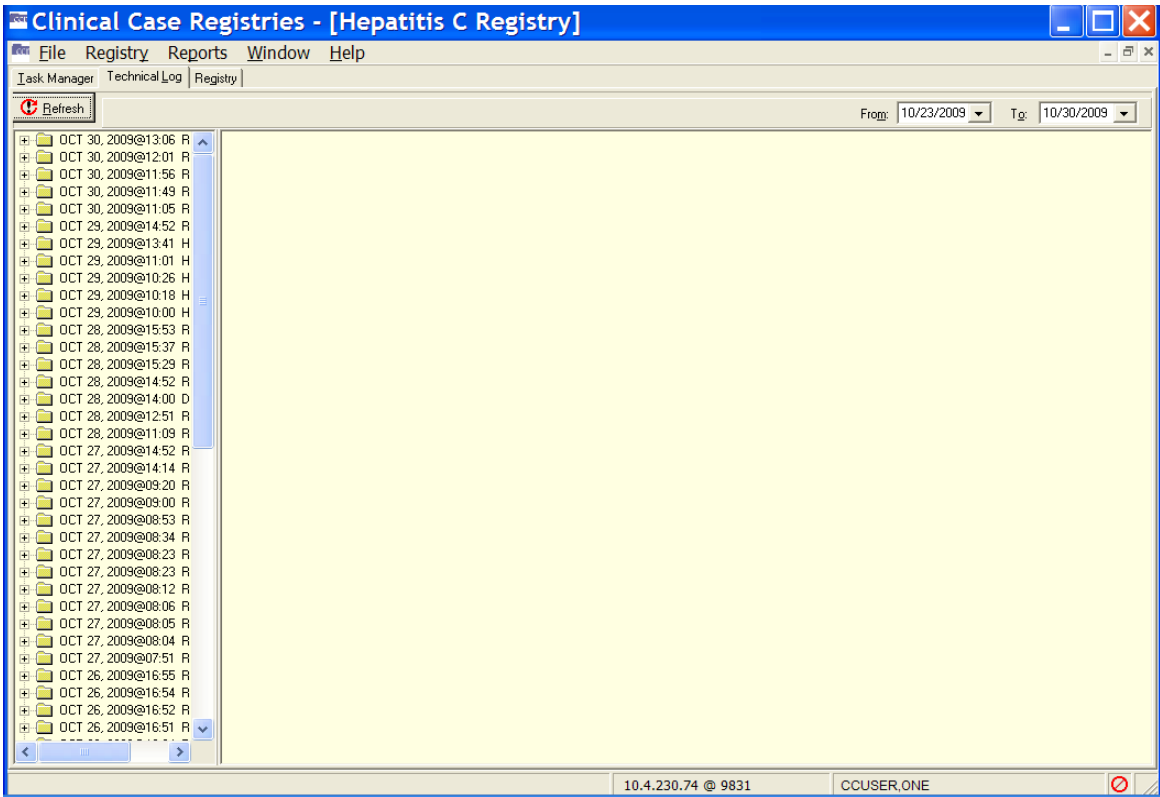 Clinical Case Registries - [Hepatitis C Registry]
File Registry Reports Window Help
Task Manager Technical Log Registry
Refresh From: 10/23/2009 To: 10/30/2009
OCT 30, 2009@13:06 R
OCT 30, 2009@12:01 R
OCT 30, 2009@11:56 R
OCT 30, 2009@11:49 R
OCT 30, 2009@11:05 R
OCT 29, 2009@14:52 R
OCT 29, 2009@13:41 H
OCT 29, 2009@11:01 H
OCT 29, 2009@10:26 H
OCT 29, 2009@10:18 H
OCT 29, 2009@10:00 H
OCT 28, 2009@15:53 R
OCT 28, 2009@15:37 R
OCT 28, 2009@15:29 R
OCT 28, 2009@14:52 R
OCT 28, 2009@14:00 D
OCT 28, 2009@12:51 R
OCT 28, 2009@11:09 R
OCT 27, 2009@14:52 R
OCT 27, 2009@14:14 R
OCT 27, 2009@09:20 R
OCT 27, 2009@09:00 R
OCT 27, 2009@08:53 R
OCT 27, 2009@08:34 R
OCT 27, 2009@08:23 R
OCT 27, 2009@08:23 R
OCT 27, 2009@08:12 R
OCT 27, 2009@08:06 R
OCT 27, 2009@08:05 R
OCT 27, 2009@08:04 R
OCT 27, 2009@07:51 R
OCT 26, 2009@16:55 R
OCT 26, 2009@16:54 R
OCT 26, 2009@16:52 R
OCT 26, 2009@16:51 R
10.4.230.74 @ 9831 CCUSER,ONE